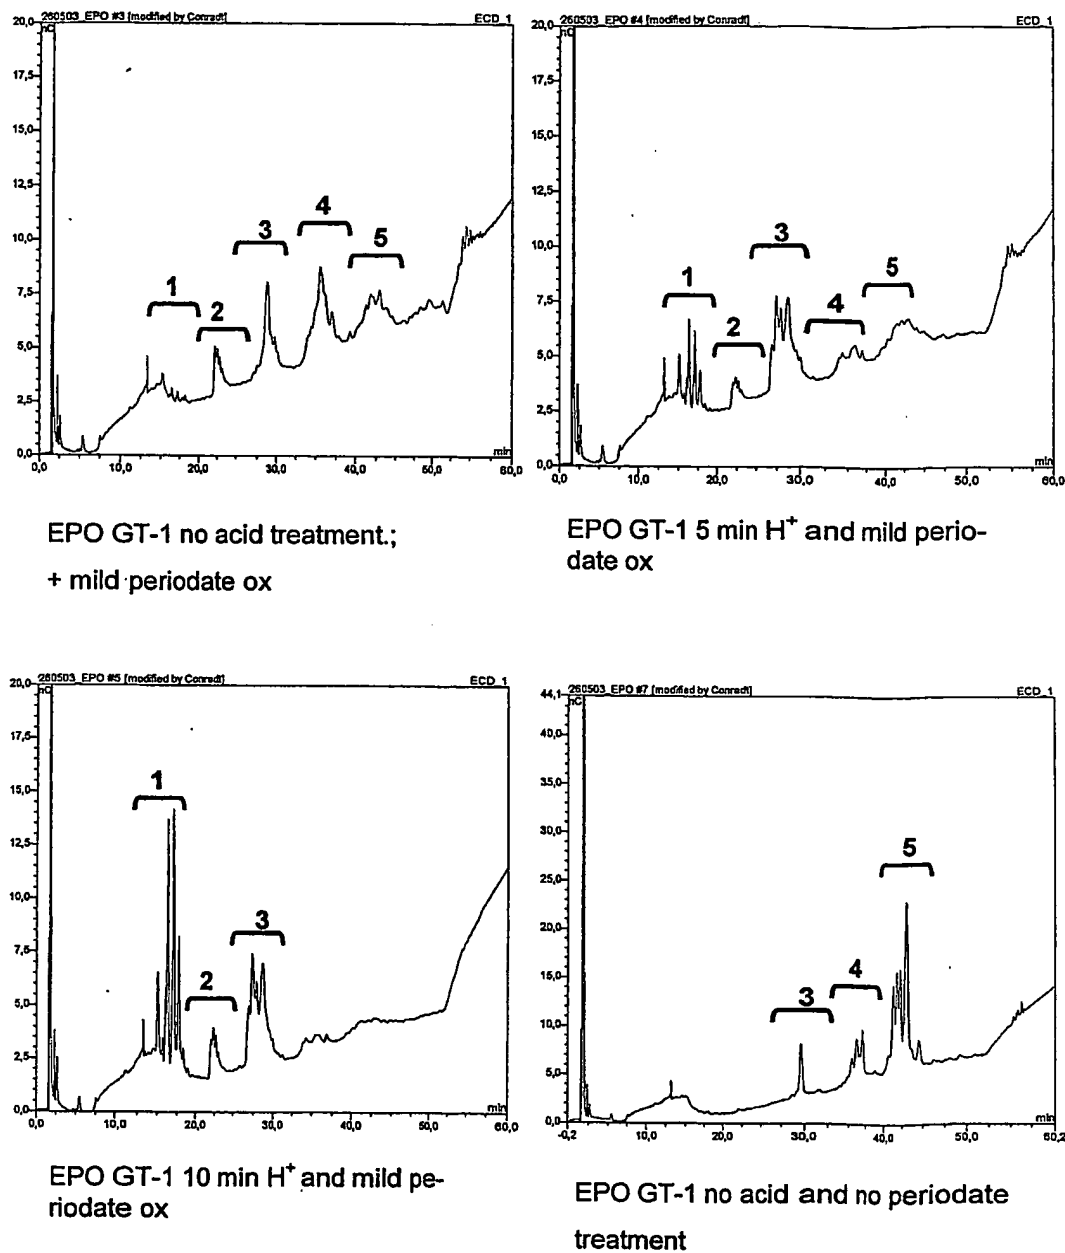 260503_EPO #3 [modified by Conradt]
ECD_1
nC
20,0
17,5
15,0
12,5
10,0
7,5
5,0
2,5
0,0
1
2
3
4
5
0,0 10,0 20,0 30,0 40,0 50,0 60,0
min
EPO GT-1 no acid treatment.;
+ mild periodate ox
260503_EPO #4 [modified by Conradt]
ECD_1
nC
20,0
17,5
15,0
12,5
10,0
7,5
5,0
2,5
0,0
1
2
3
4
5
0,0 10,0 20,0 30,0 40,0 50,0 60,0
min
EPO GT-1 5 min H⁺ and mild perio-
date ox
260503_EPO #5 [modified by Conradt]
ECD_1
nC
20,0
17,5
15,0
12,5
10,0
7,5
5,0
2,5
0,0
1
2
3
0,0 10,0 20,0 30,0 40,0 50,0 60,0
min
EPO GT-1 10 min H⁺ and mild pe-
riodate ox
260503_EPO #7 [modified by Conradt]
ECD_1
nC
44,1
40,0
35,0
30,0
25,0
20,0
15,0
10,0
5,0
0,0
3
4
5
-0,2 10,0 20,0 30,0 40,0 50,0 60,2
min
EPO GT-1 no acid and no periodate
treatment